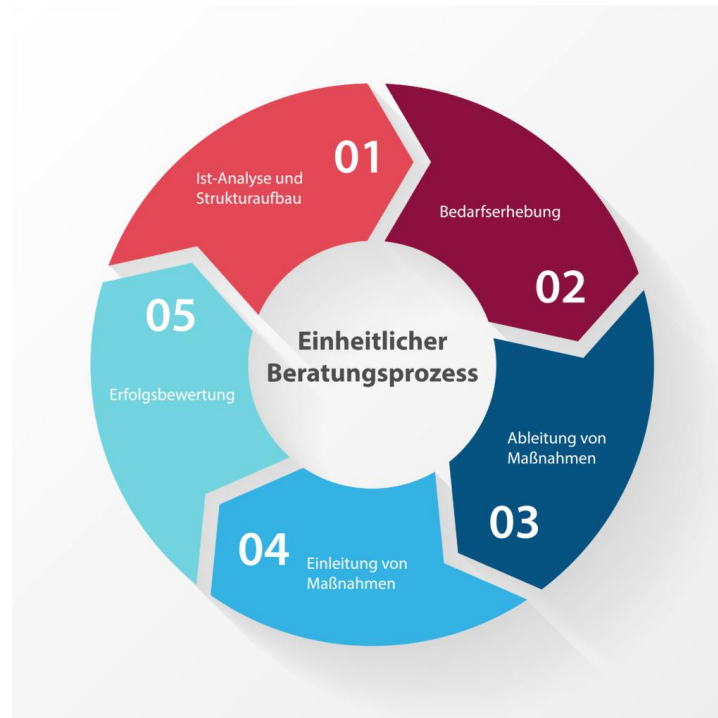 01
Ist-Analyse und
Strukturaufbau
Bedarfserhebung
02
Ableitung von
Maßnahmen
03
04
Einleitung von
Maßnahmen
05
Erfolgsbewertung
Einheitlicher
Beratungsprozess